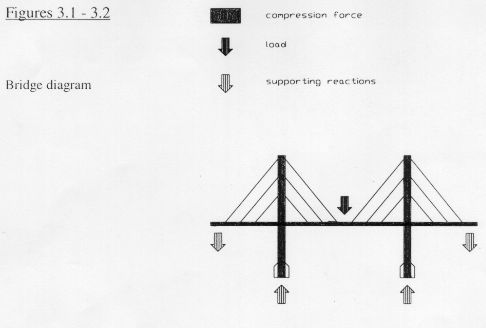 Figures 3.1 - 3.2
compression force
load
supporting reactions
Bridge diagram